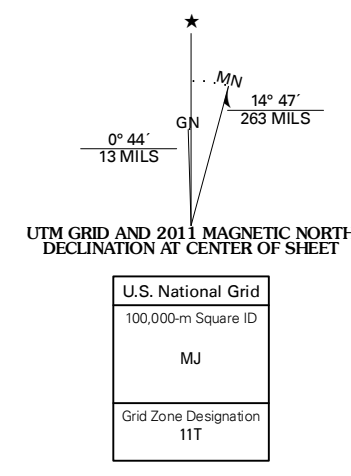 ★
MN
GN
14° 47´
263 MILS
0° 44´
13 MILS
UTM GRID AND 2011 MAGNETIC NORTH
DECLINATION AT CENTER OF SHEET
U.S. National Grid
100,000-m Square ID
MJ
Grid Zone Designation
11T